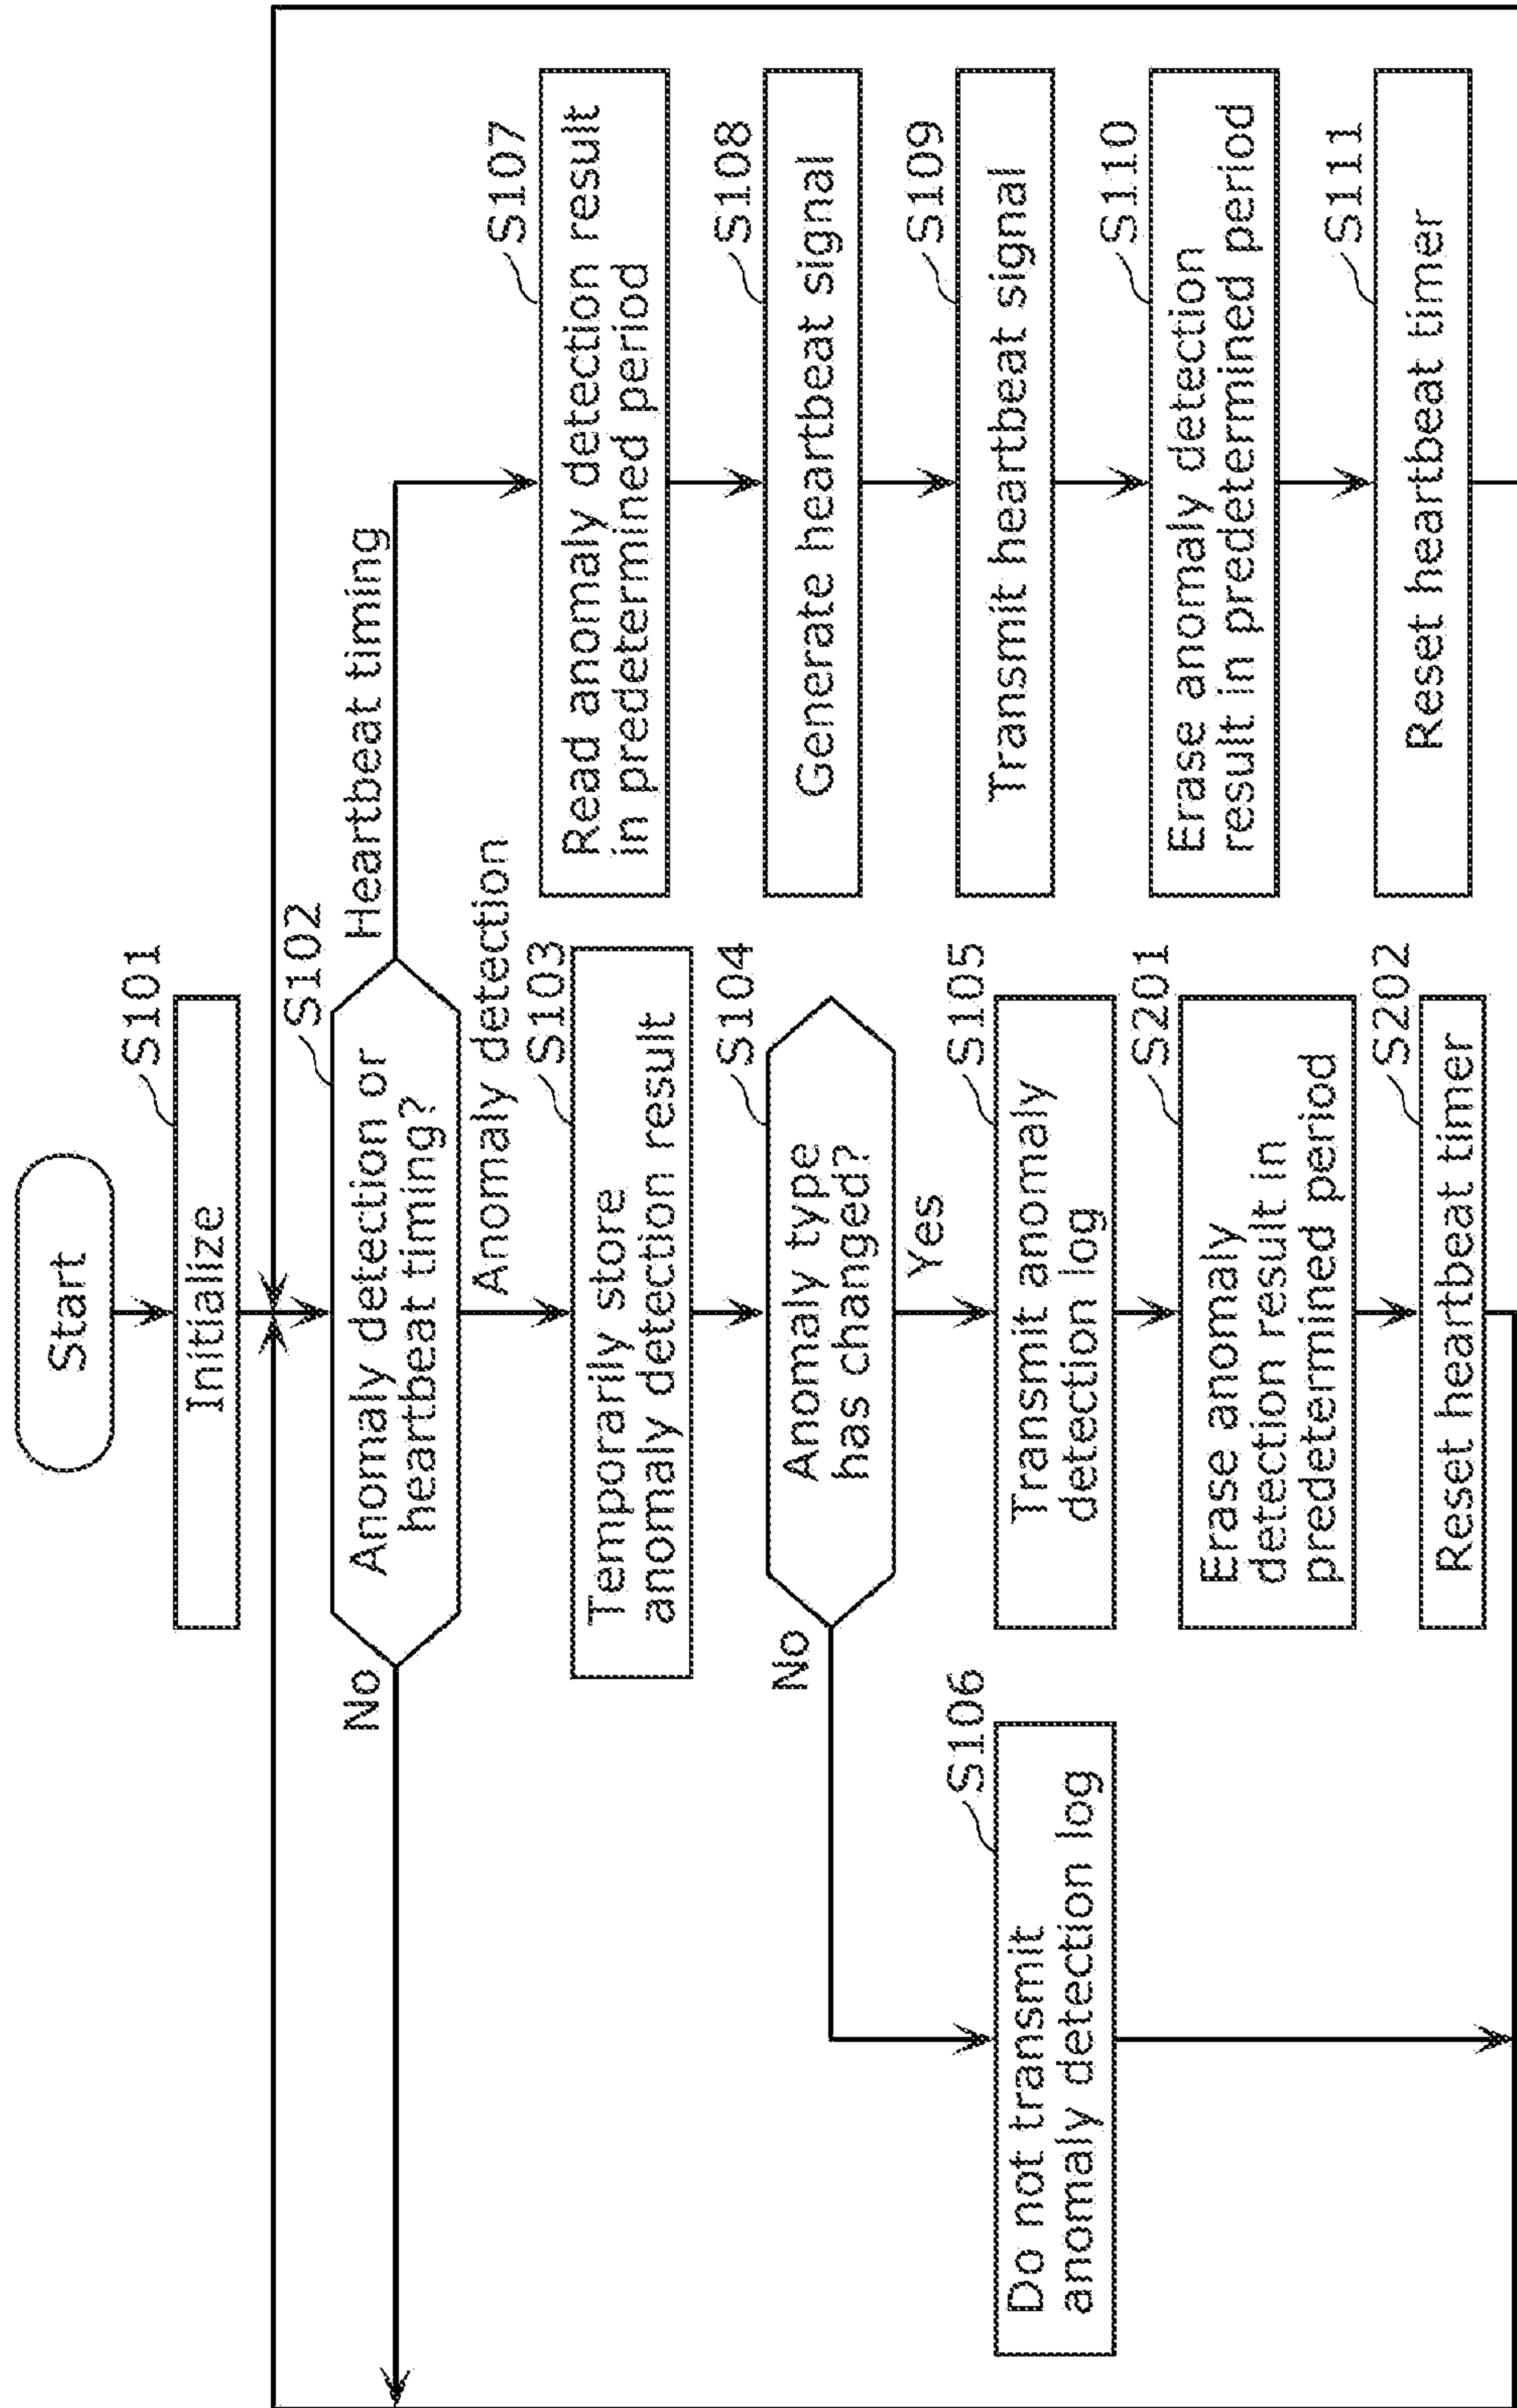 Start
S101
Initialize
S102
Anomaly detection or
heartbeat timing?
No
Heartbeat timing
Anomaly detection
S103
Temporarily store
anomaly detection result
S104
Anomaly type
has changed?
No
Yes
S106
Do not transmit
anomaly detection log
S105
Transmit anomaly
detection log
S201
Erase anomaly
detection result in
predetermined period
S202
Reset heartbeat timer
S107
Read anomaly detection result
in predetermined period
S108
Generate heartbeat signal
S109
Transmit heartbeat signal
S110
Erase anomaly detection
result in predetermined period
S111
Reset heartbeat timer